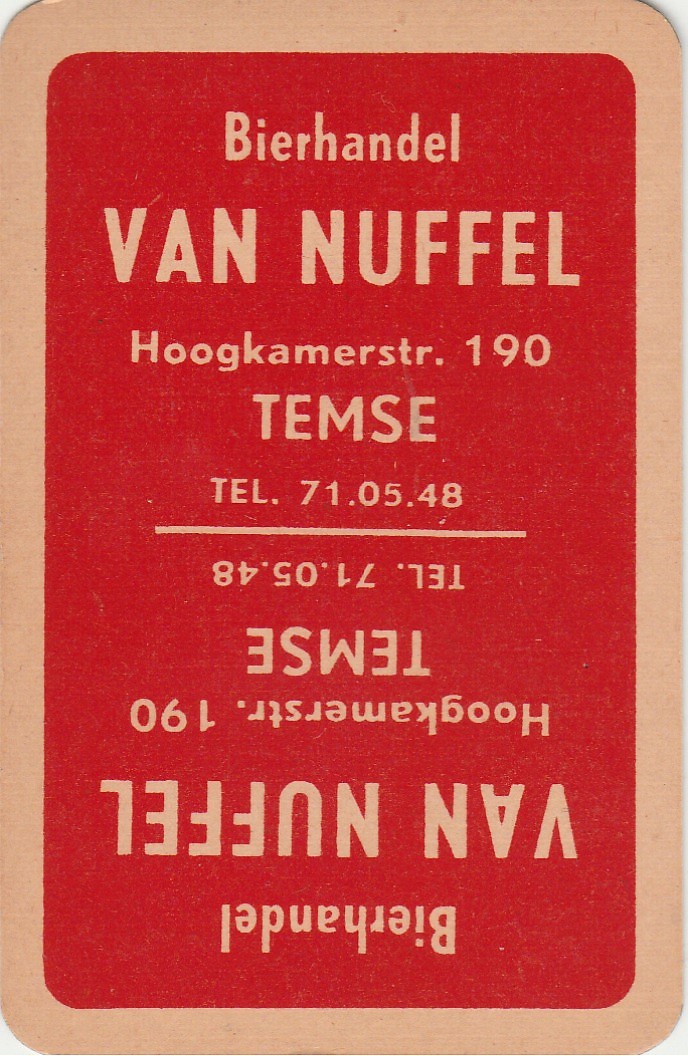 Bierhandel
VAN NUFFEL
Hoogkamerstr. 190
TEMSE
TEL. 71.05.48
TEL. 71.05.48
TEMSE
Hoogkamerstr. 190
VAN NUFFEL
Bierhandel